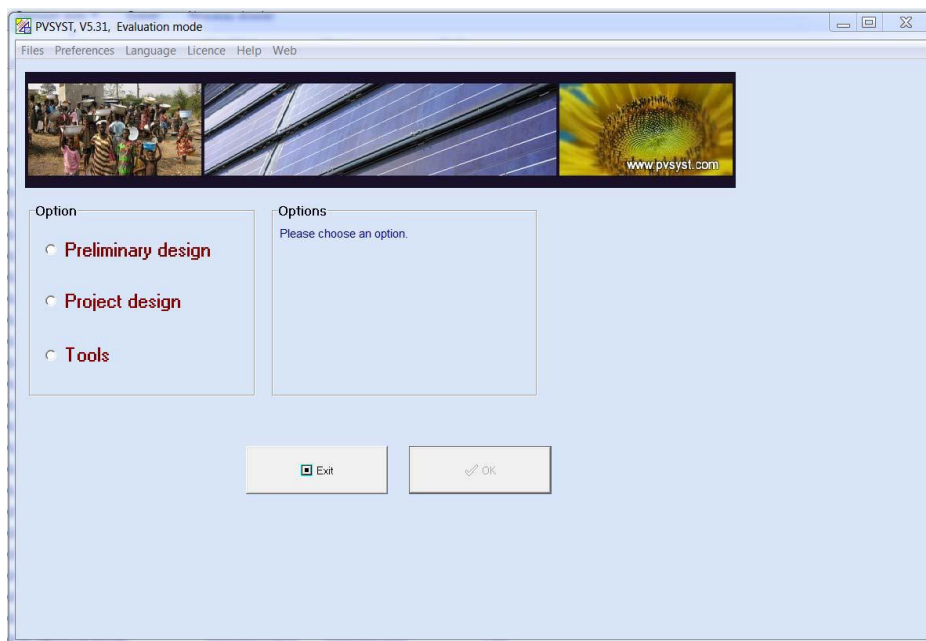 PVSYST, V5.31, Evaluation mode
Files Preferences Language Licence Help Web
www.pvsyst.com
Option
Preliminary design
Project design
Tools
Options
Please choose an option.
Exit
OK